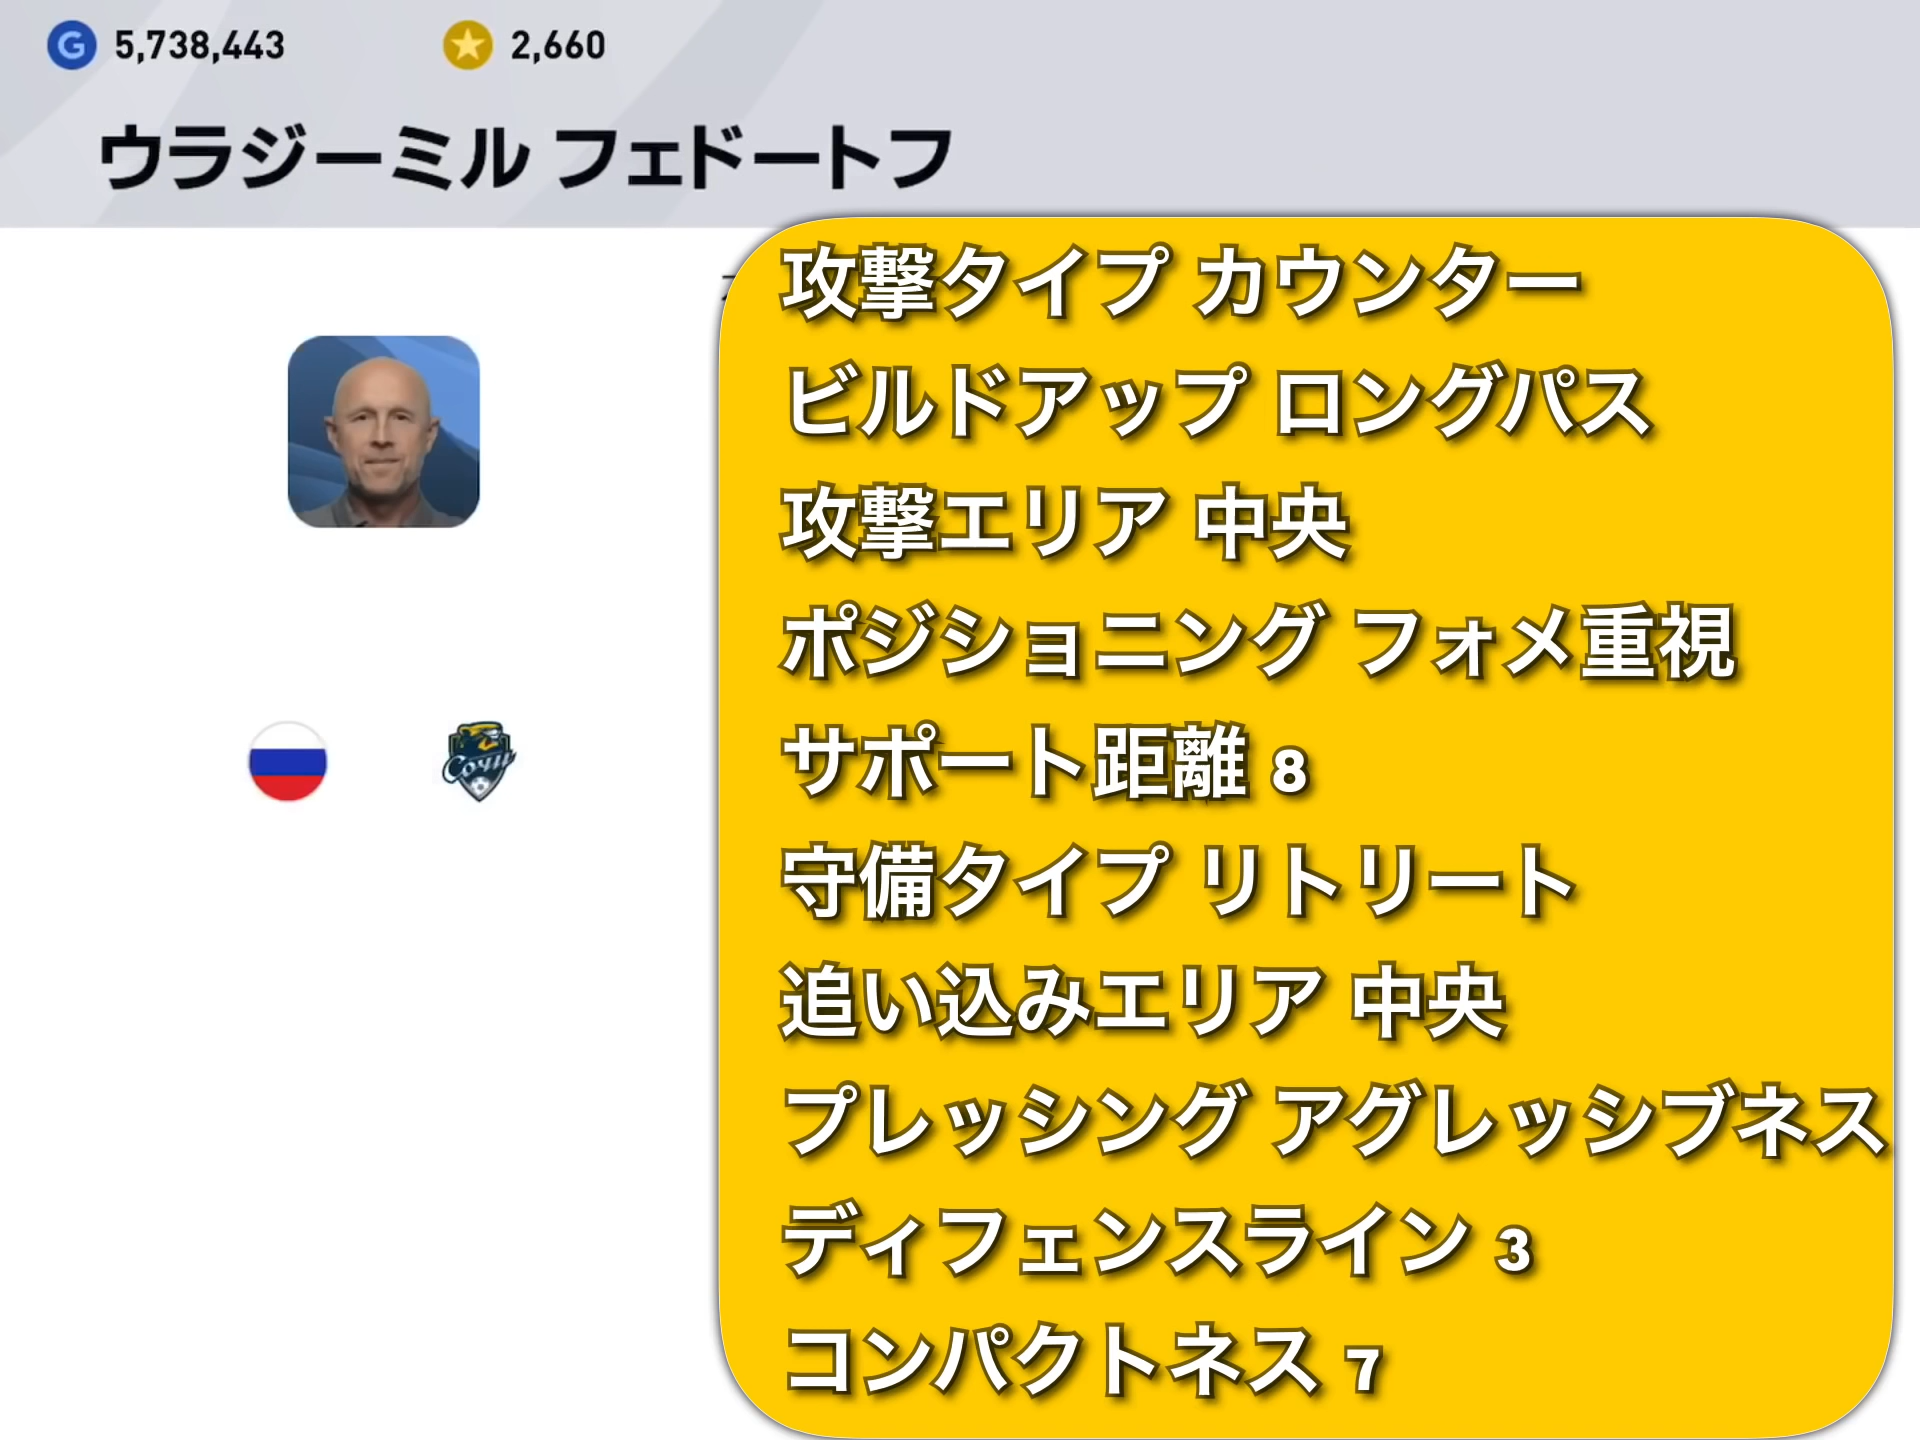 G 5,738,443 2,660
ウラジーミル フェドートフ
攻撃タイプ カウンター
ビルドアップ ロングパス
攻撃エリア 中央
ポジショニング フォメ重視
サポート距離 8
Сочи
守備タイプ リトリート
追い込みエリア 中央
プレッシング アグレッシブネス
ディフェンスライン 3
コンパクトネス 7